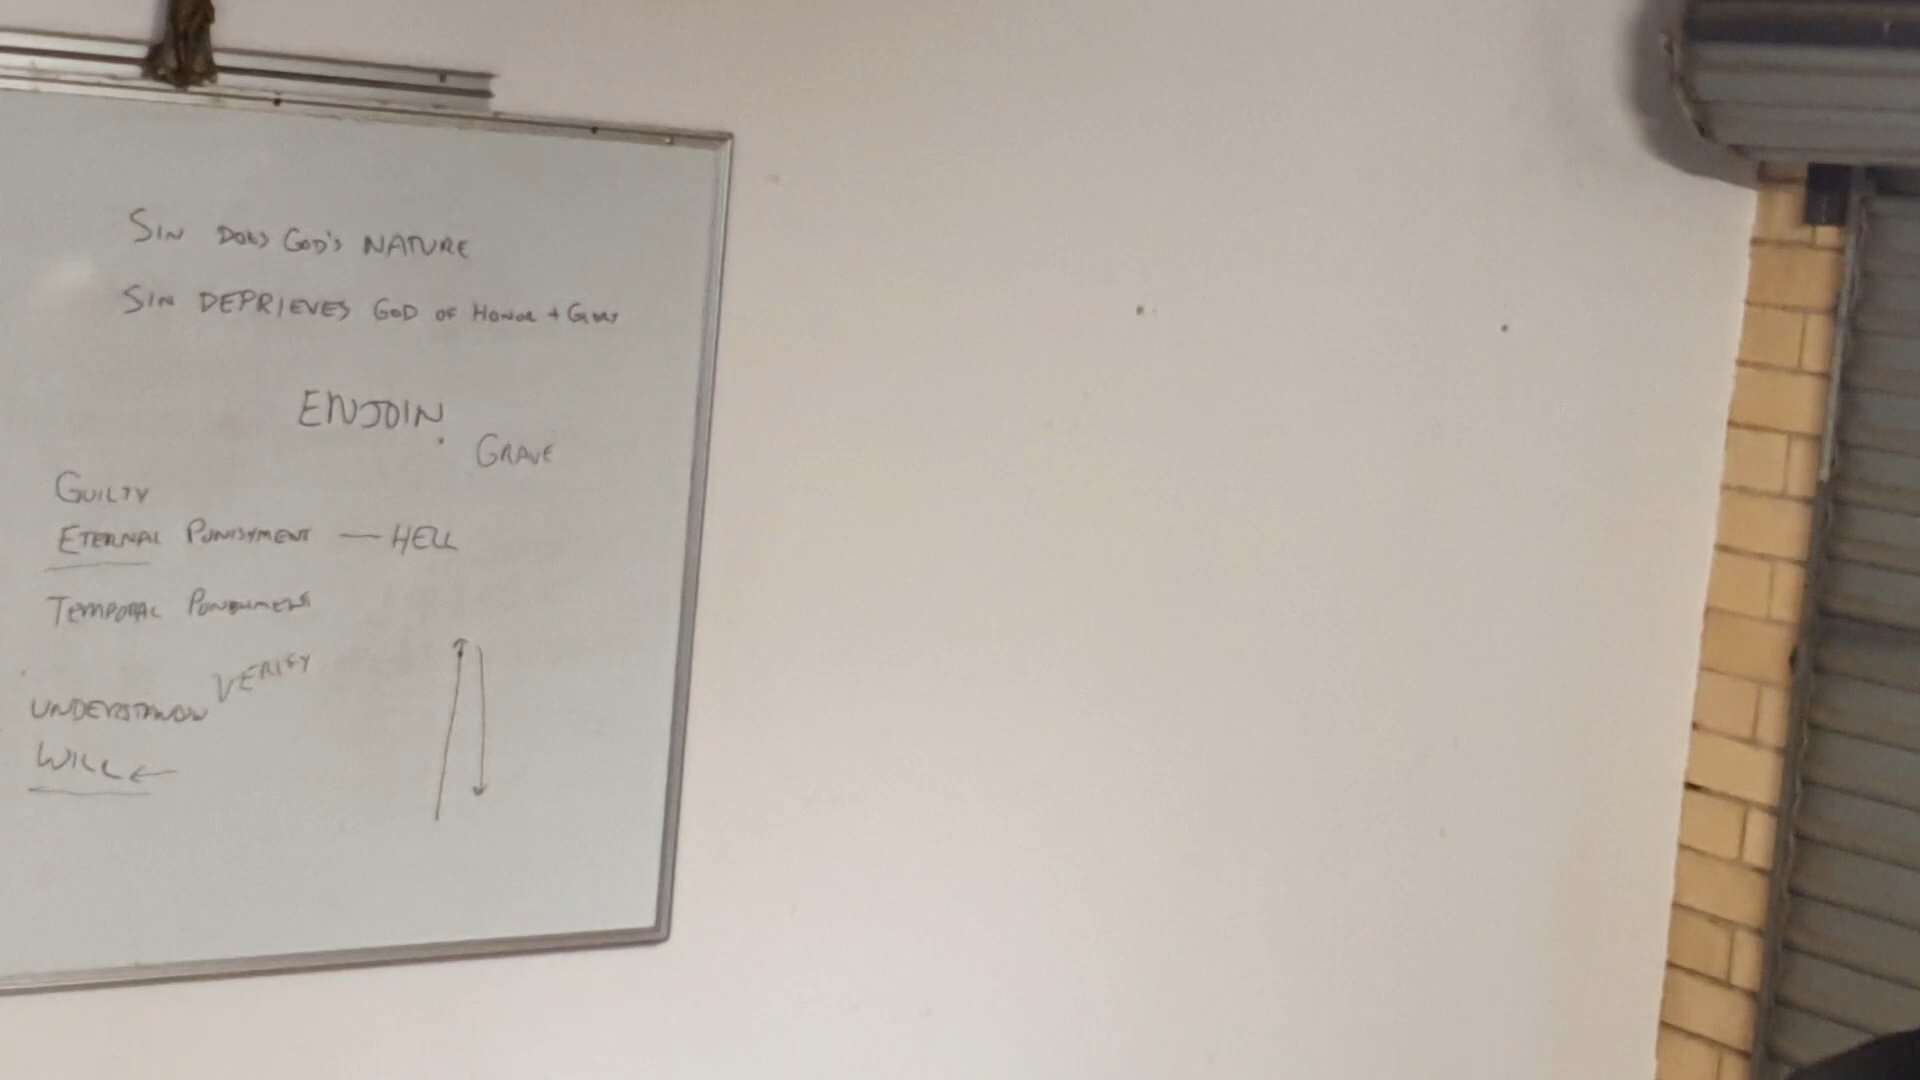 SIN DOES GOD'S NATURE
SIN DEPRIEVES GOD OF HONOR + GLORY
ENJOIN
GRAVE
GUILTY
ETERNAL PUNISHMENT — HELL
TEMPORAL PUNISHMENT
VERIFY
WILL ←